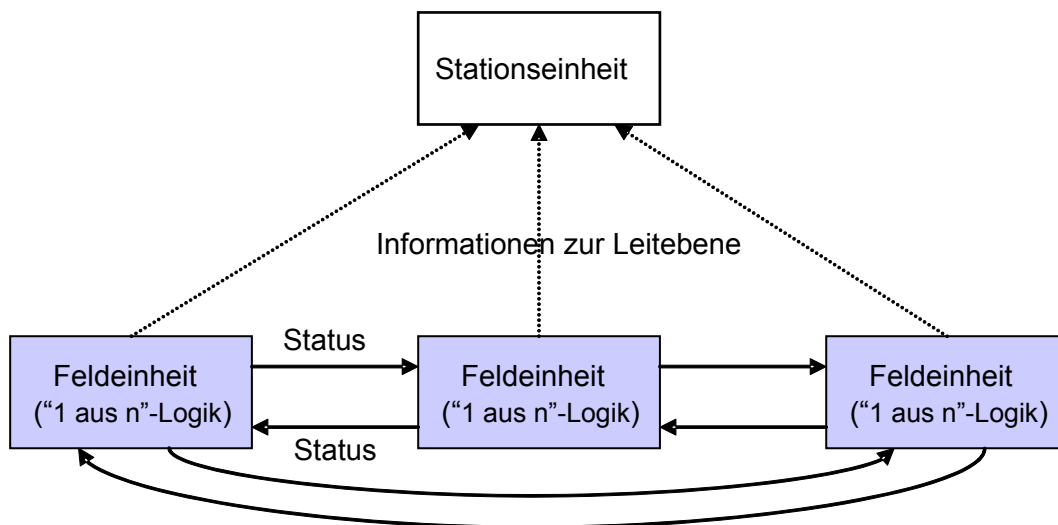 Stationseinheit
Informationen zur Leitebene
Status
Feldeinheit
(“1 aus n”-Logik)
Feldeinheit
(“1 aus n”-Logik)
Feldeinheit
(“1 aus n”-Logik)
Status